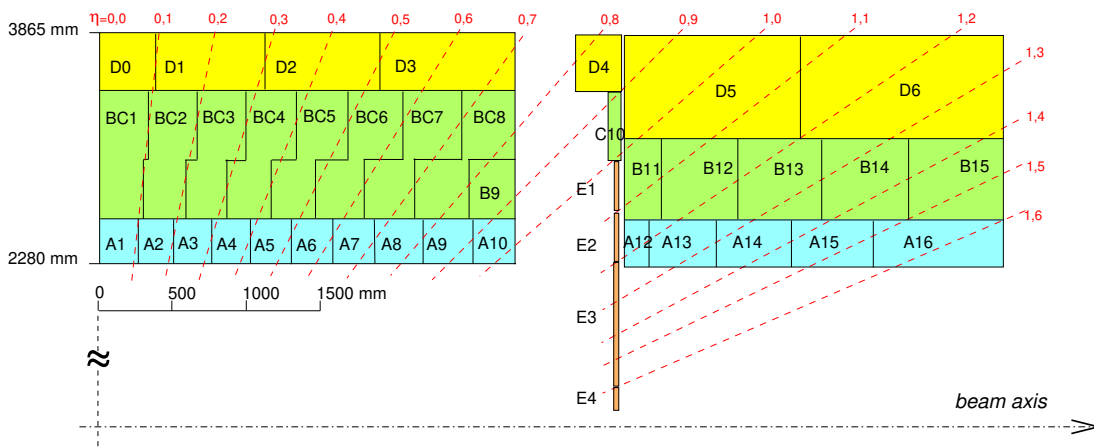 η=0,0 0,1 0,2 0,3 0,4 0,5 0,6 0,7 0,8 0,9 1,0 1,1 1,2
3865 mm
1,3
D0 D1 D2 D3 D4
D5 D6
BC1 BC2 BC3 BC4 BC5 BC6 BC7 BC8
1,4
C10
1,5
B11 B12 B13 B14 B15
B9
E1
1,6
A1 A2 A3 A4 A5 A6 A7 A8 A9 A10
E2
A12 A13 A14 A15 A16
2280 mm
0 500 1000 1500 mm
E3
≈
E4
beam axis